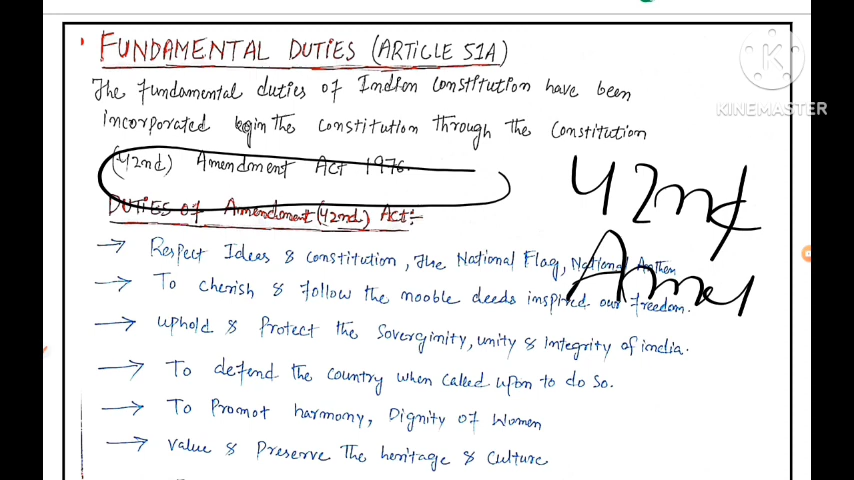 FUNDAMENTAL DUTIES (ARTICLE 51A)
The fundamental duties of Indian constitution have been
incorporated begin the constitution through the constitution
(42nd) Amendment Act 1976.
DUTIES of Amendment (42nd) Act:-
→ Respect Ideas & constitution, the National Flag, National Anthem
→ To cherish & follow the nooble deeds inspired our freedom.
→ uphold & Protect the Soverginity, unity & Integrity of india.
→ To defend the country when called upon to do so.
→ To Promot harmony, Dignity of Women
→ Value & Preserve The heritage & Culture
42nd
Amen
K
KINEMASTER